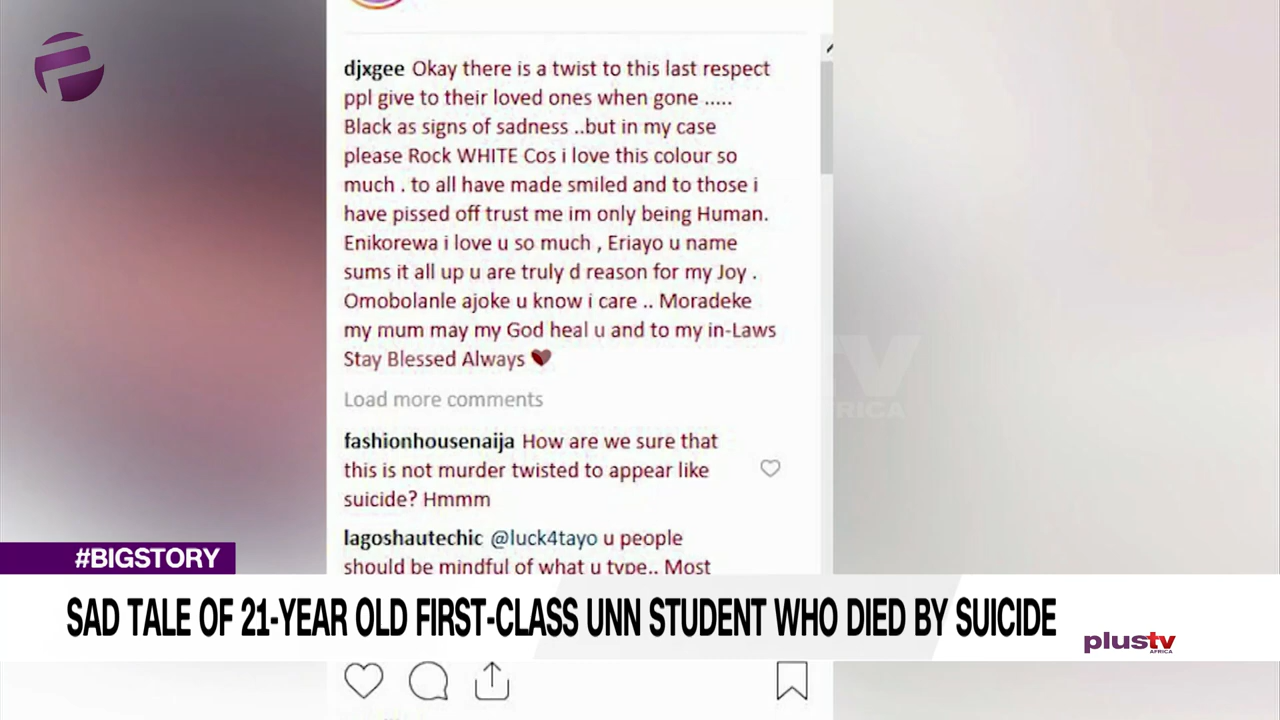 djxgee Okay there is a twist to this last respect
ppl give to their loved ones when gone .....
Black as signs of sadness ..but in my case
please Rock WHITE Cos i love this colour so
much . to all have made smiled and to those i
have pissed off trust me im only being Human.
Enikorewa i love u so much , Eriayo u name
sums it all up u are truly d reason for my Joy .
Omobolanle ajoke u know i care .. Moradeke
my mum may my God heal u and to my in-Laws
Stay Blessed Always
Load more comments
fashionhousenaija How are we sure that
this is not murder twisted to appear like
suicide? Hmmm
lagoshautechic @luck4tayo u people
should be mindful of what u type.. Most
#BIGSTORY
SAD TALE OF 21-YEAR OLD FIRST-CLASS UNN STUDENT WHO DIED BY SUICIDE
plustv
AFRICA